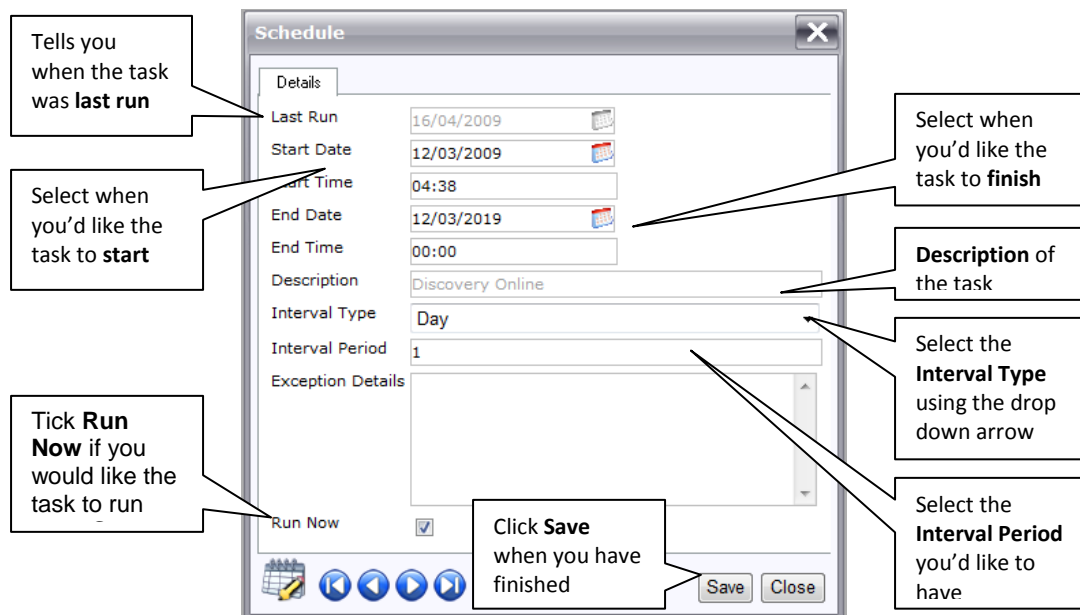 Schedule
Tells you
when the task
was last run
Details
Last Run
16/04/2009
Start Date
12/03/2009
Select when
you'd like the
task to start
Start Time
04:38
End Date
12/03/2019
Select when
you'd like the
task to finish
End Time
00:00
Description
Discovery Online
Description of
the task
Interval Type
Day
Select the
Interval Type
using the drop
down arrow
Interval Period
1
Exception Details
Tick Run
Now if you
would like the
task to run
Run Now
Click Save
when you have
finished
Select the
Interval Period
you'd like to
have
Save
Close